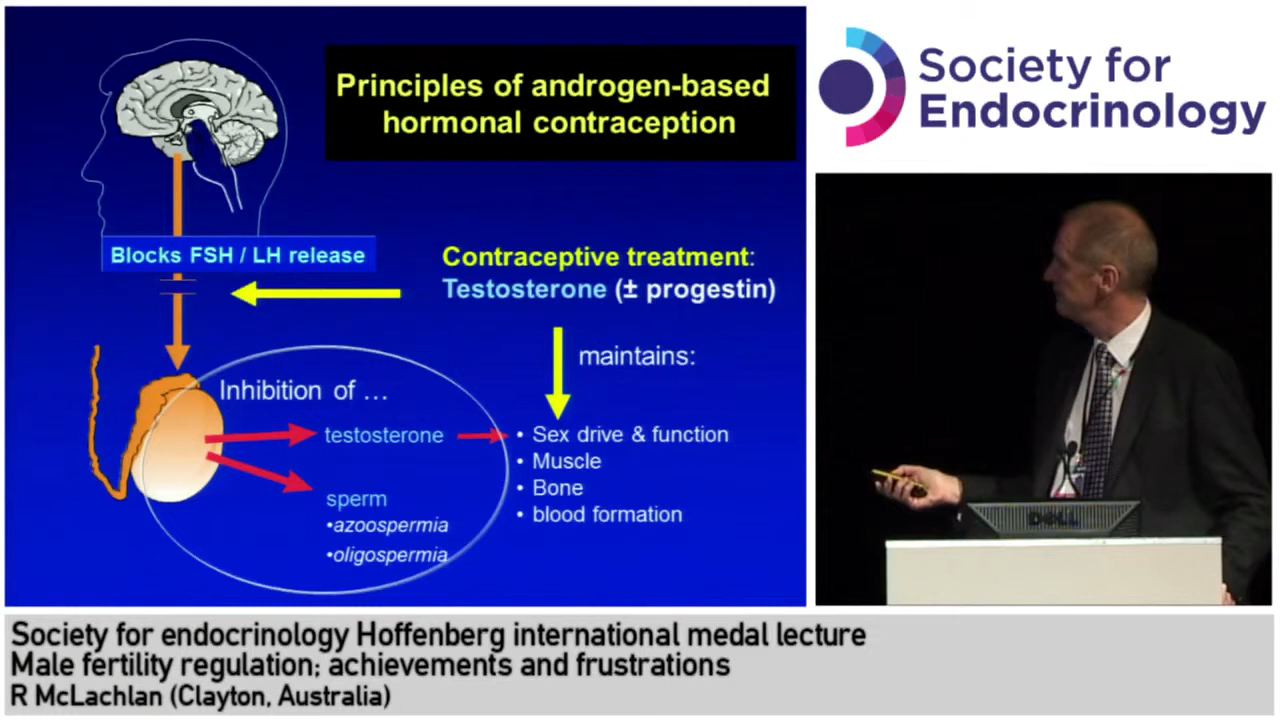 Principles of androgen-based
hormonal contraception
Society for
Endocrinology
Blocks FSH / LH release
Contraceptive treatment:
Testosterone (± progestin)
maintains:
Inhibition of ...
testosterone
• Sex drive & function
• Muscle
• Bone
• blood formation
sperm
•azoospermia
•oligospermia
DELL
Society for endocrinology Hoffenberg international medal lecture
Male fertility regulation; achievements and frustrations
R McLachlan (Clayton, Australia)